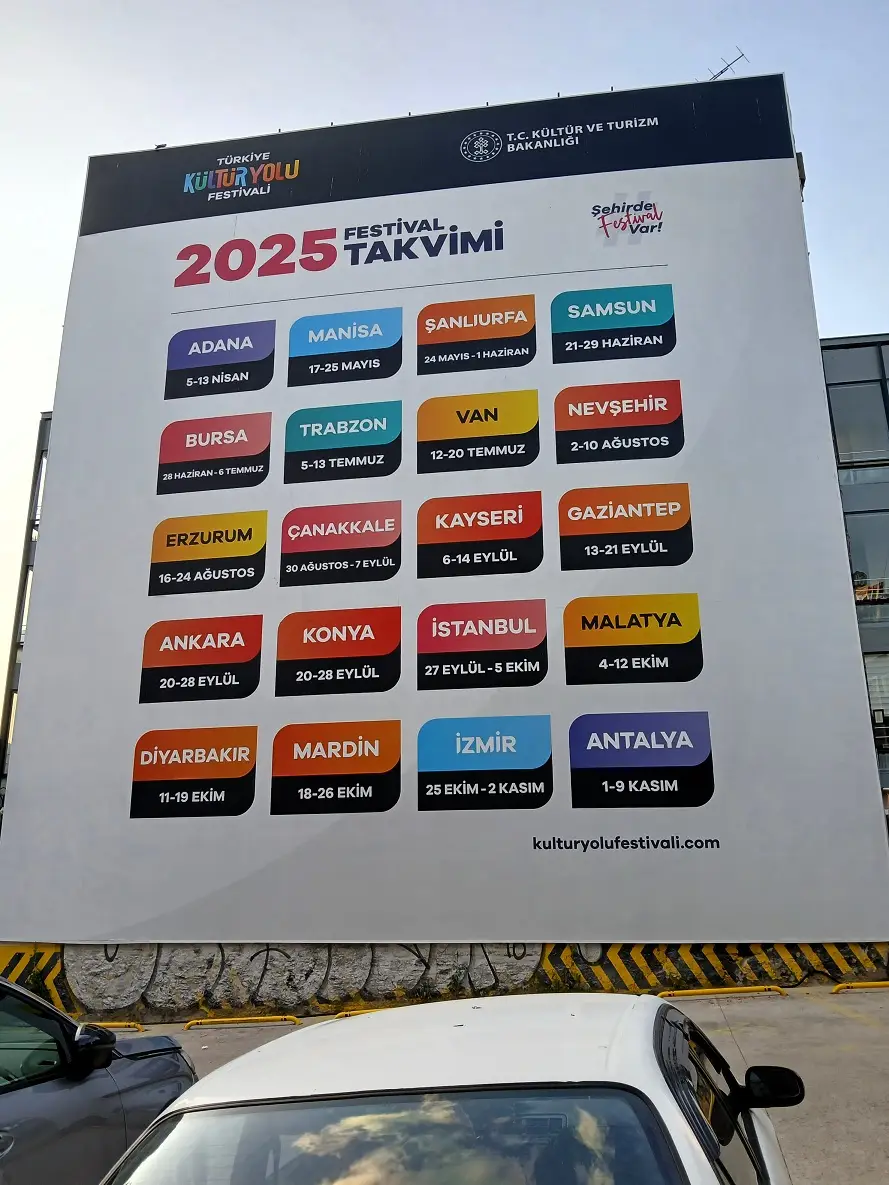 TÜRKİYE
KÜLTÜR YOLU
FESTİVALİ
T.C. KÜLTÜR VE TURİZM
BAKANLIĞI
2025 FESTİVAL
TAKVİMİ
Şehirde
Festival
Var!
ADANA
5-13 NİSAN
MANİSA
17-25 MAYIS
ŞANLIURFA
24 MAYIS - 1 HAZİRAN
SAMSUN
21-29 HAZİRAN
BURSA
28 HAZİRAN - 6 TEMMUZ
TRABZON
5-13 TEMMUZ
VAN
12-20 TEMMUZ
NEVŞEHİR
2-10 AĞUSTOS
ERZURUM
16-24 AĞUSTOS
ÇANAKKALE
30 AĞUSTOS - 7 EYLÜL
KAYSERİ
6-14 EYLÜL
GAZİANTEP
13-21 EYLÜL
ANKARA
20-28 EYLÜL
KONYA
20-28 EYLÜL
İSTANBUL
27 EYLÜL - 5 EKİM
MALATYA
4-12 EKİM
DİYARBAKIR
11-19 EKİM
MARDİN
18-26 EKİM
İZMİR
25 EKİM - 2 KASIM
ANTALYA
1-9 KASIM
kulturyolufestivali.com